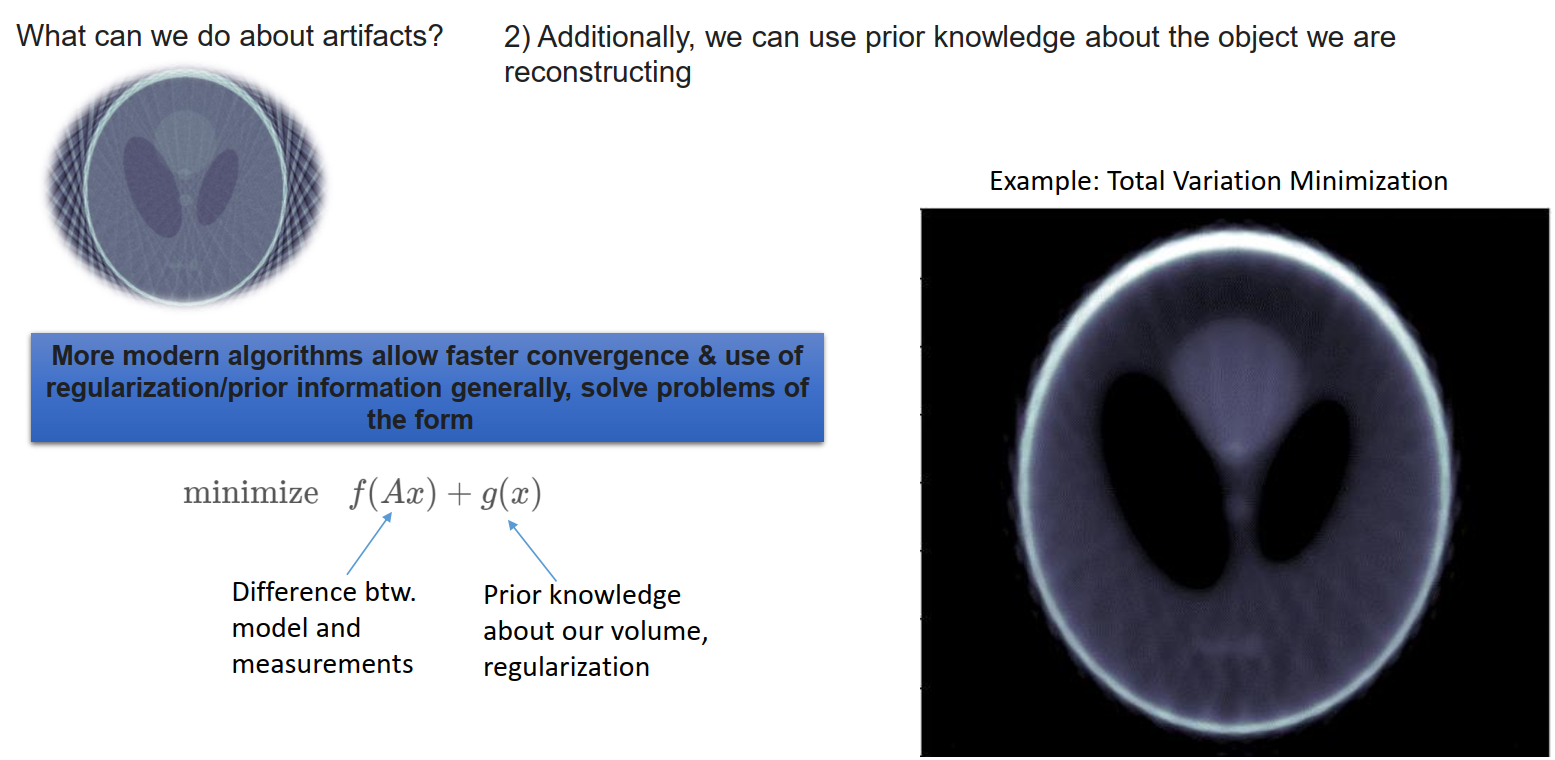 What can we do about artifacts?
2) Additionally, we can use prior knowledge about the object we are
reconstructing
Example: Total Variation Minimization
More modern algorithms allow faster convergence & use of
regularization/prior information generally, solve problems of
the form
minimize f(Ax) + g(x)
Difference btw.
model and
measurements
Prior knowledge
about our volume,
regularization